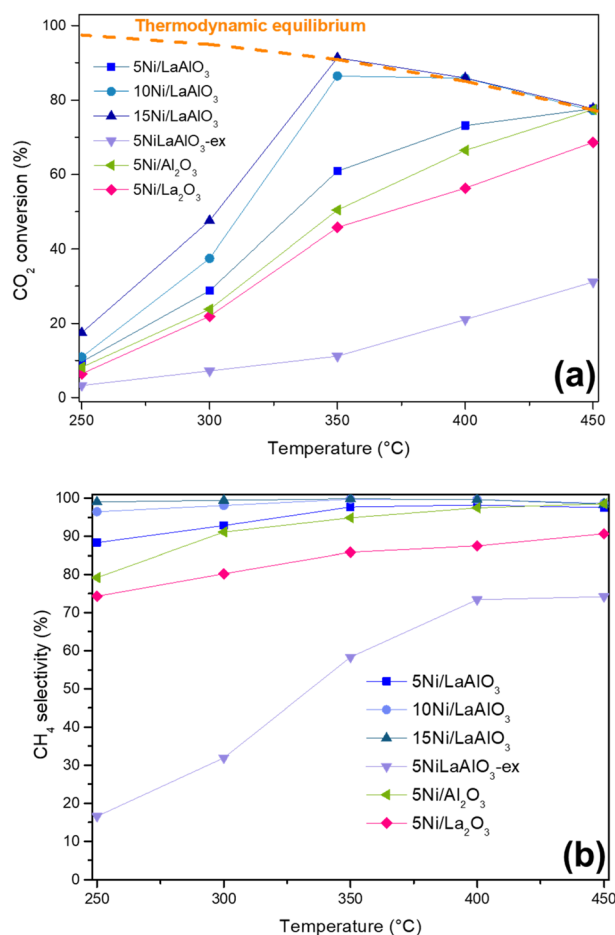 Thermodynamic equilibrium
100
80
60
40
20
0
CO₂ conversion (%)
5Ni/LaAlO₃
10Ni/LaAlO₃
15Ni/LaAlO₃
5NiLaAlO₃-ex
5Ni/Al₂O₃
5Ni/La₂O₃
(a)
250 300 350 400 450
Temperature (°C)
100
90
80
70
60
50
40
30
20
10
0
CH₄ selectivity (%)
5Ni/LaAlO₃
10Ni/LaAlO₃
15Ni/LaAlO₃
5NiLaAlO₃-ex
5Ni/Al₂O₃
5Ni/La₂O₃
(b)
250 300 350 400 450
Temperature (°C)